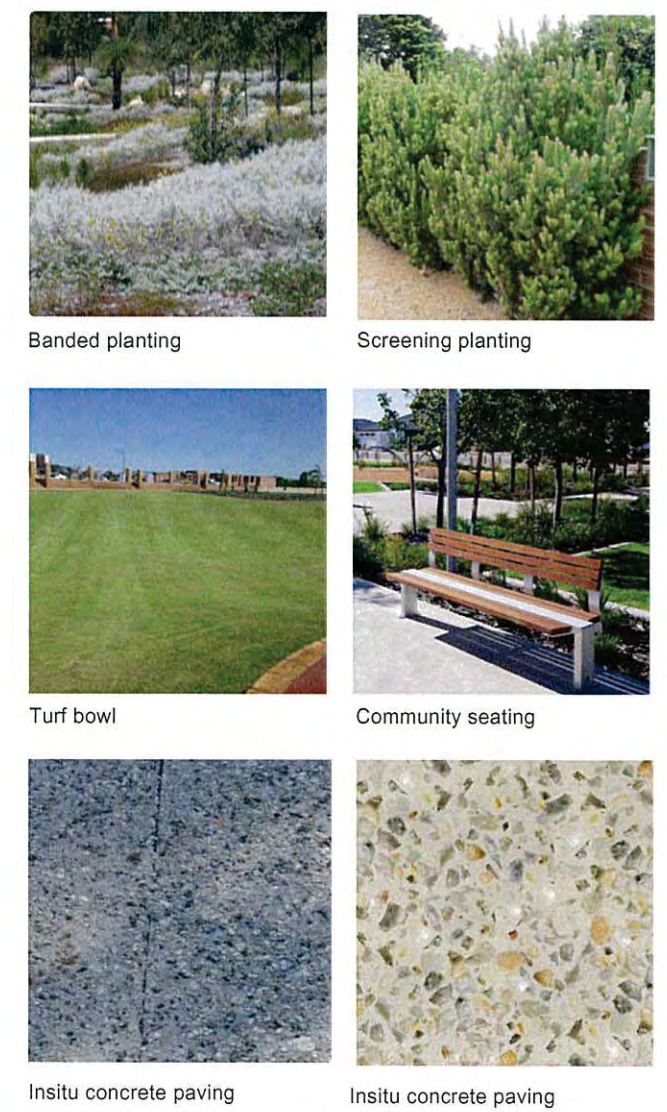 Banded planting
Screening planting
Turf bowl
Community seating
Insitu concrete paving
Insitu concrete paving